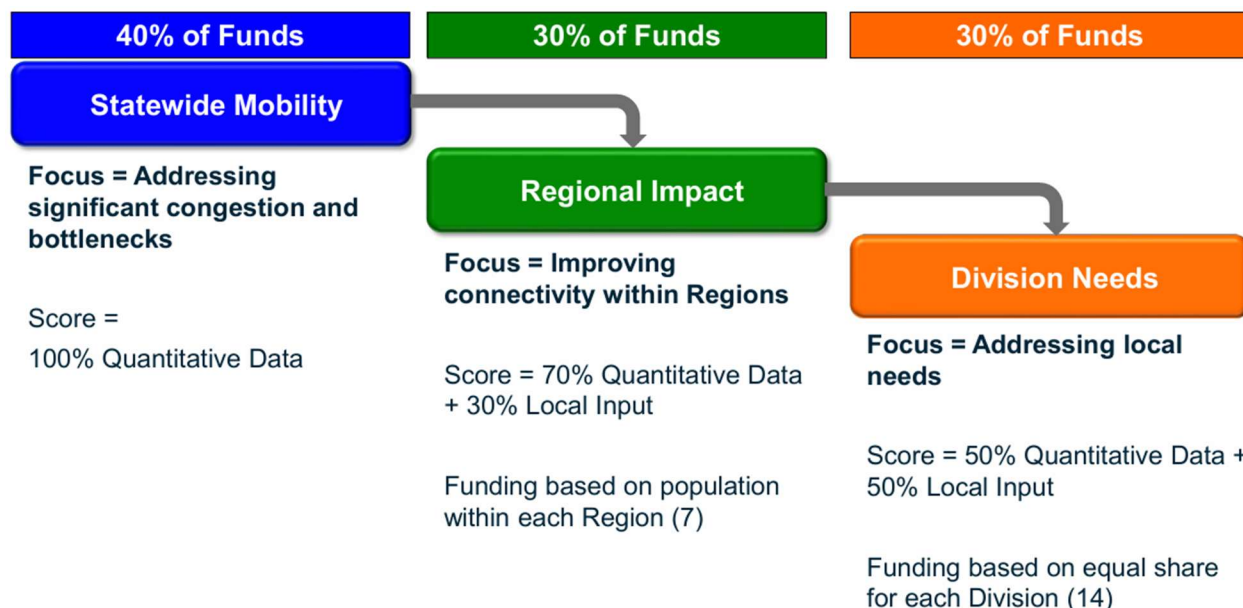 40% of Funds
30% of Funds
30% of Funds
Statewide Mobility
Focus = Addressing
significant congestion and
bottlenecks
Score =
100% Quantitative Data
Regional Impact
Focus = Improving
connectivity within Regions
Score = 70% Quantitative Data
+ 30% Local Input
Funding based on population
within each Region (7)
Division Needs
Focus = Addressing local
needs
Score = 50% Quantitative Data +
50% Local Input
Funding based on equal share
for each Division (14)